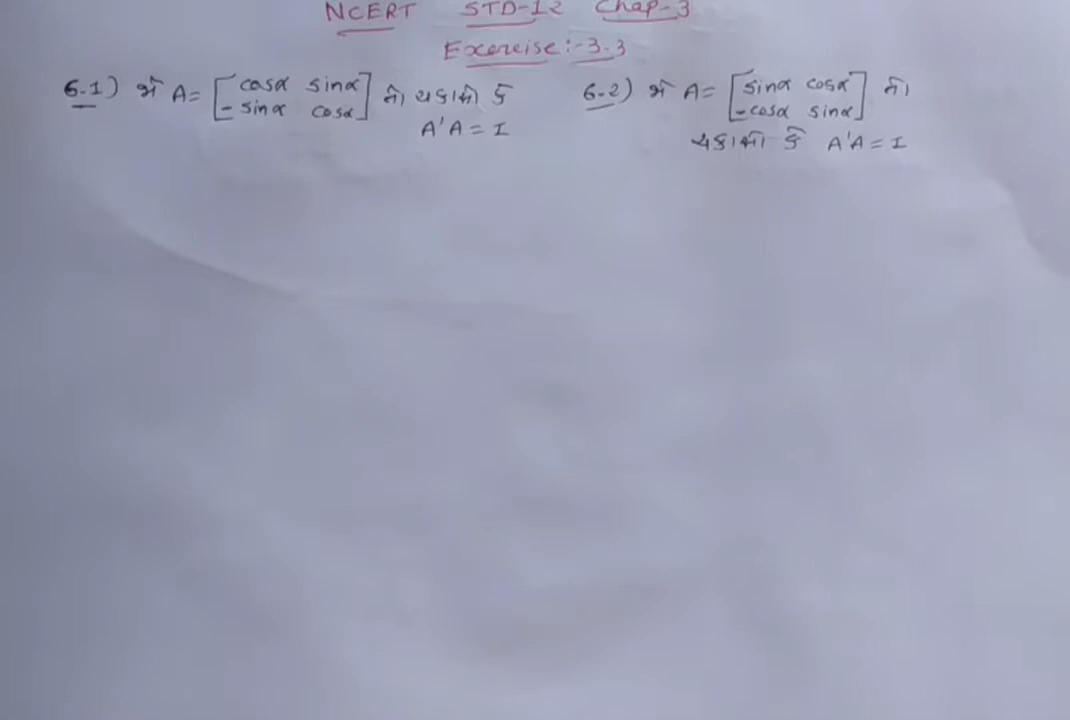 NCERT STD-12 Chap-3
Exercise:-3.3
6.1) જો A = [cosα sinα
-sinα cosα] તો ચકાસો કે
A'A = I
6.2) જો A = [sinα cosα
-cosα sinα] તો
ચકાસો કે A'A = I